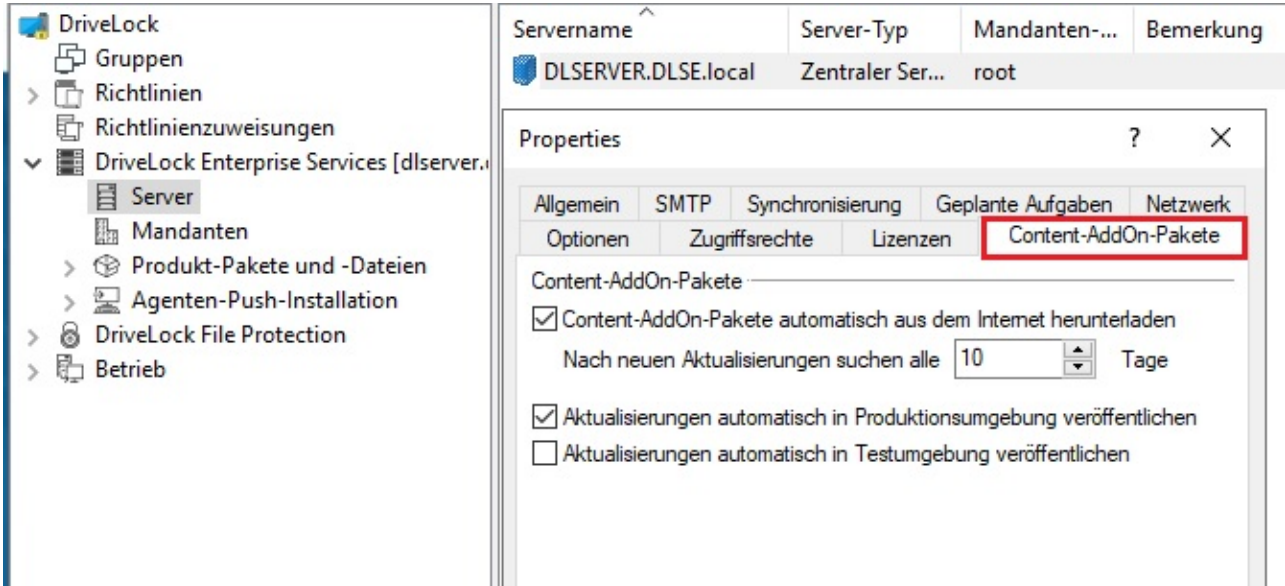 DriveLock
Gruppen
Richtlinien
Richtlinienzuweisungen
DriveLock Enterprise Services [dlserver.
Server
Mandanten
Produkt-Pakete und -Dateien
Agenten-Push-Installation
DriveLock File Protection
Betrieb
Servername Server-Typ Mandanten-... Bemerkung
DLSERVER.DLSE.local Zentraler Ser... root
Properties ?
Allgemein SMTP Synchronisierung Geplante Aufgaben Netzwerk
Optionen Zugriffsrechte Lizenzen Content-AddOn-Pakete
Content-AddOn-Pakete
Content-AddOn-Pakete automatisch aus dem Internet herunterladen
Nach neuen Aktualisierungen suchen alle 10 Tage
Aktualisierungen automatisch in Produktionsumgebung veröffentlichen
Aktualisierungen automatisch in Testumgebung veröffentlichen